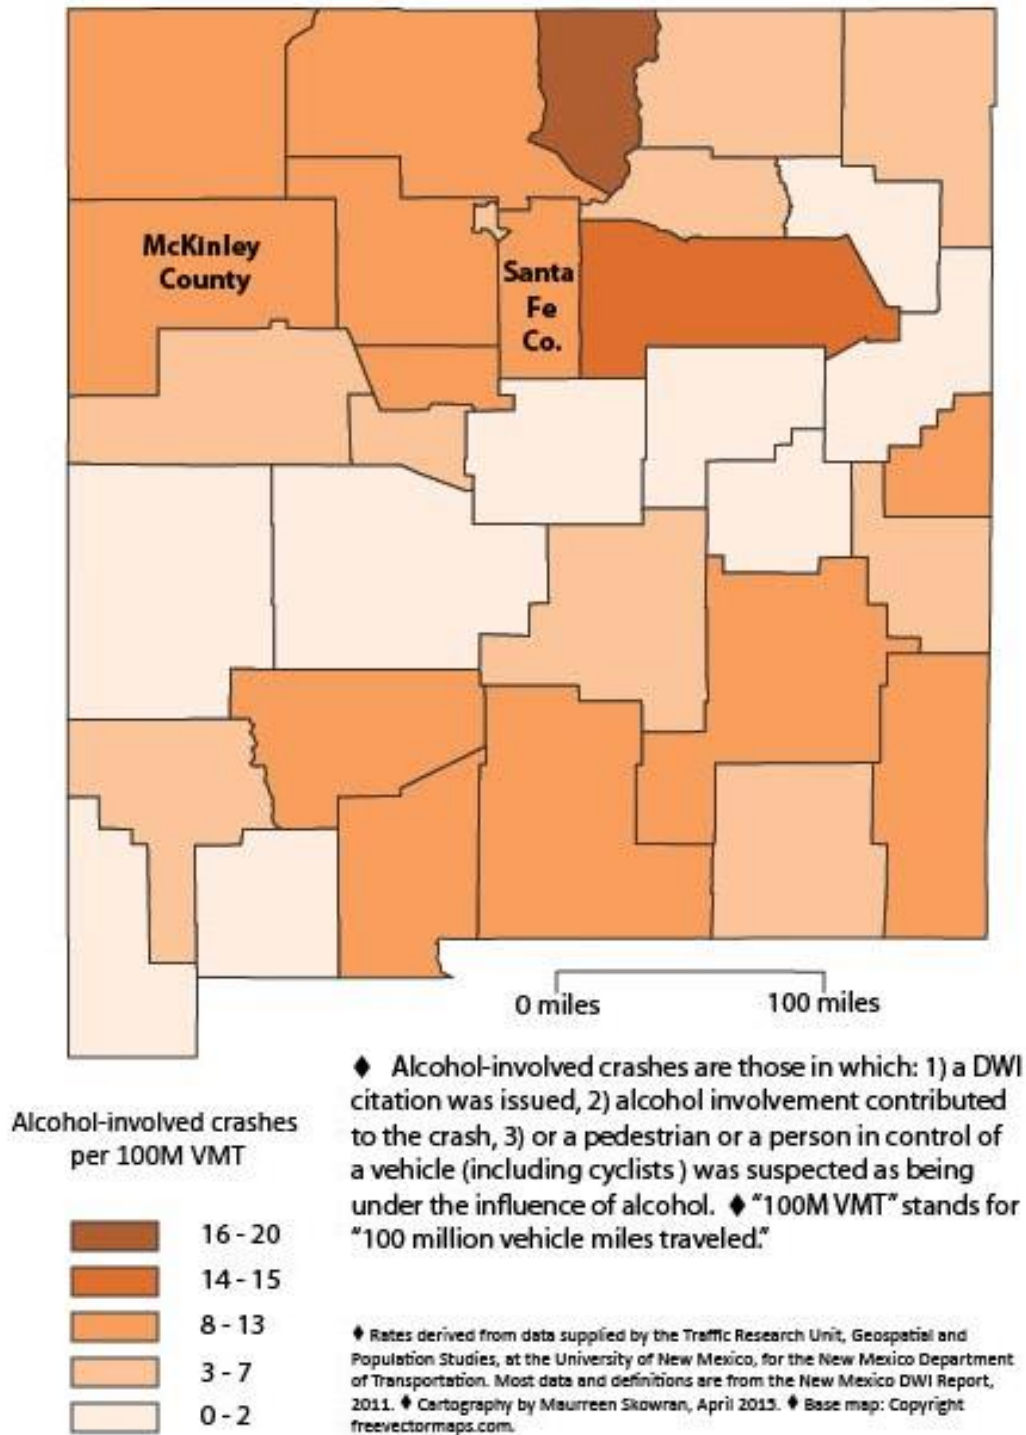 McKinley
County
Santa
Fe
Co.
0 miles 100 miles
♦ Alcohol-involved crashes are those in which: 1) a DWI
citation was issued, 2) alcohol involvement contributed
to the crash, 3) or a pedestrian or a person in control of
a vehicle (including cyclists ) was suspected as being
under the influence of alcohol. ♦ “100M VMT” stands for
“100 million vehicle miles traveled.”
Alcohol-involved crashes
per 100M VMT
16 - 20
14 - 15
8 - 13
3 - 7
0 - 2
♦ Rates derived from data supplied by the Traffic Research Unit, Geospatial and
Population Studies, at the University of New Mexico, for the New Mexico Department
of Transportation. Most data and definitions are from the New Mexico DWI Report,
2011. ♦ Cartography by Maurreen Skowran, April 2013. ♦ Base map: Copyright
freevectormaps.com.